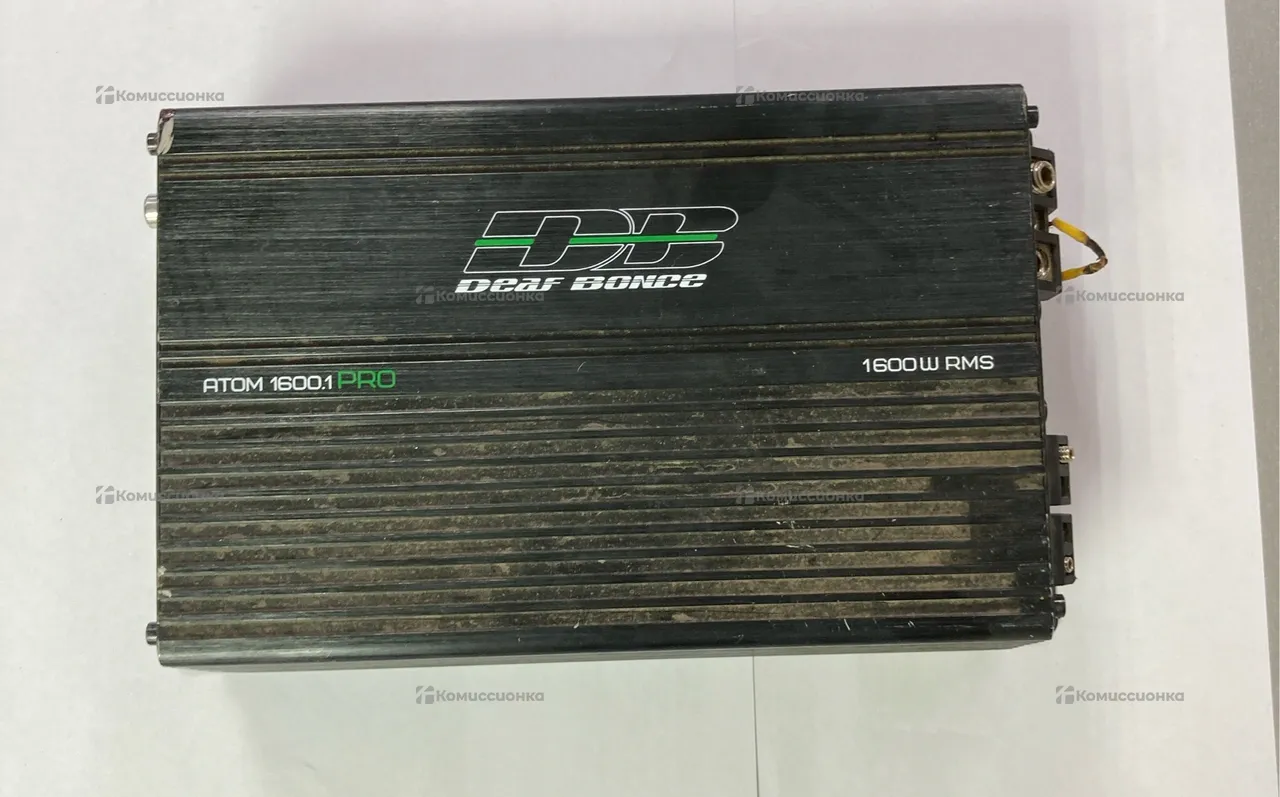 Комиссионка
Комиссионка
DB
Deaf Bonce
Комиссионка
Комиссионка
1600W RMS
ATOM 1600.1 PRO
Комиссионка
Комиссионка
Комиссионка
Комиссионка